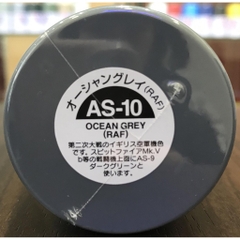 オーシャングレイ(RAF)
AS-10
OCEAN GREY
(RAF)
第二次大戦のイギリス空軍機色
です。スピットファイアMk.V
b等の戦闘機上面にAS-9
ダークグリーンと
使います。